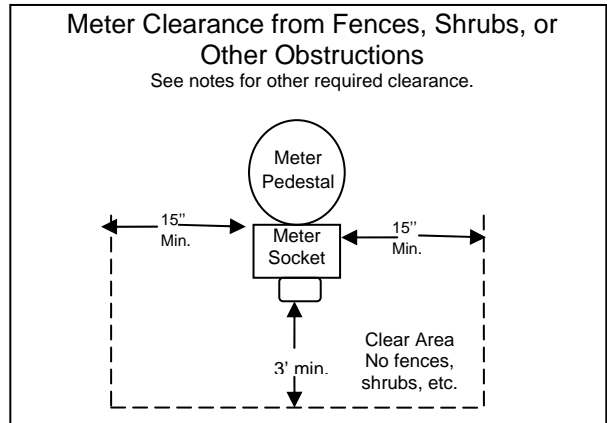 Meter Clearance from Fences, Shrubs, or
Other Obstructions
See notes for other required clearance.
Meter
Pedestal
15’’
Min.
Meter
Socket
15’’
Min.
3’ min.
Clear Area
No fences,
shrubs, etc.